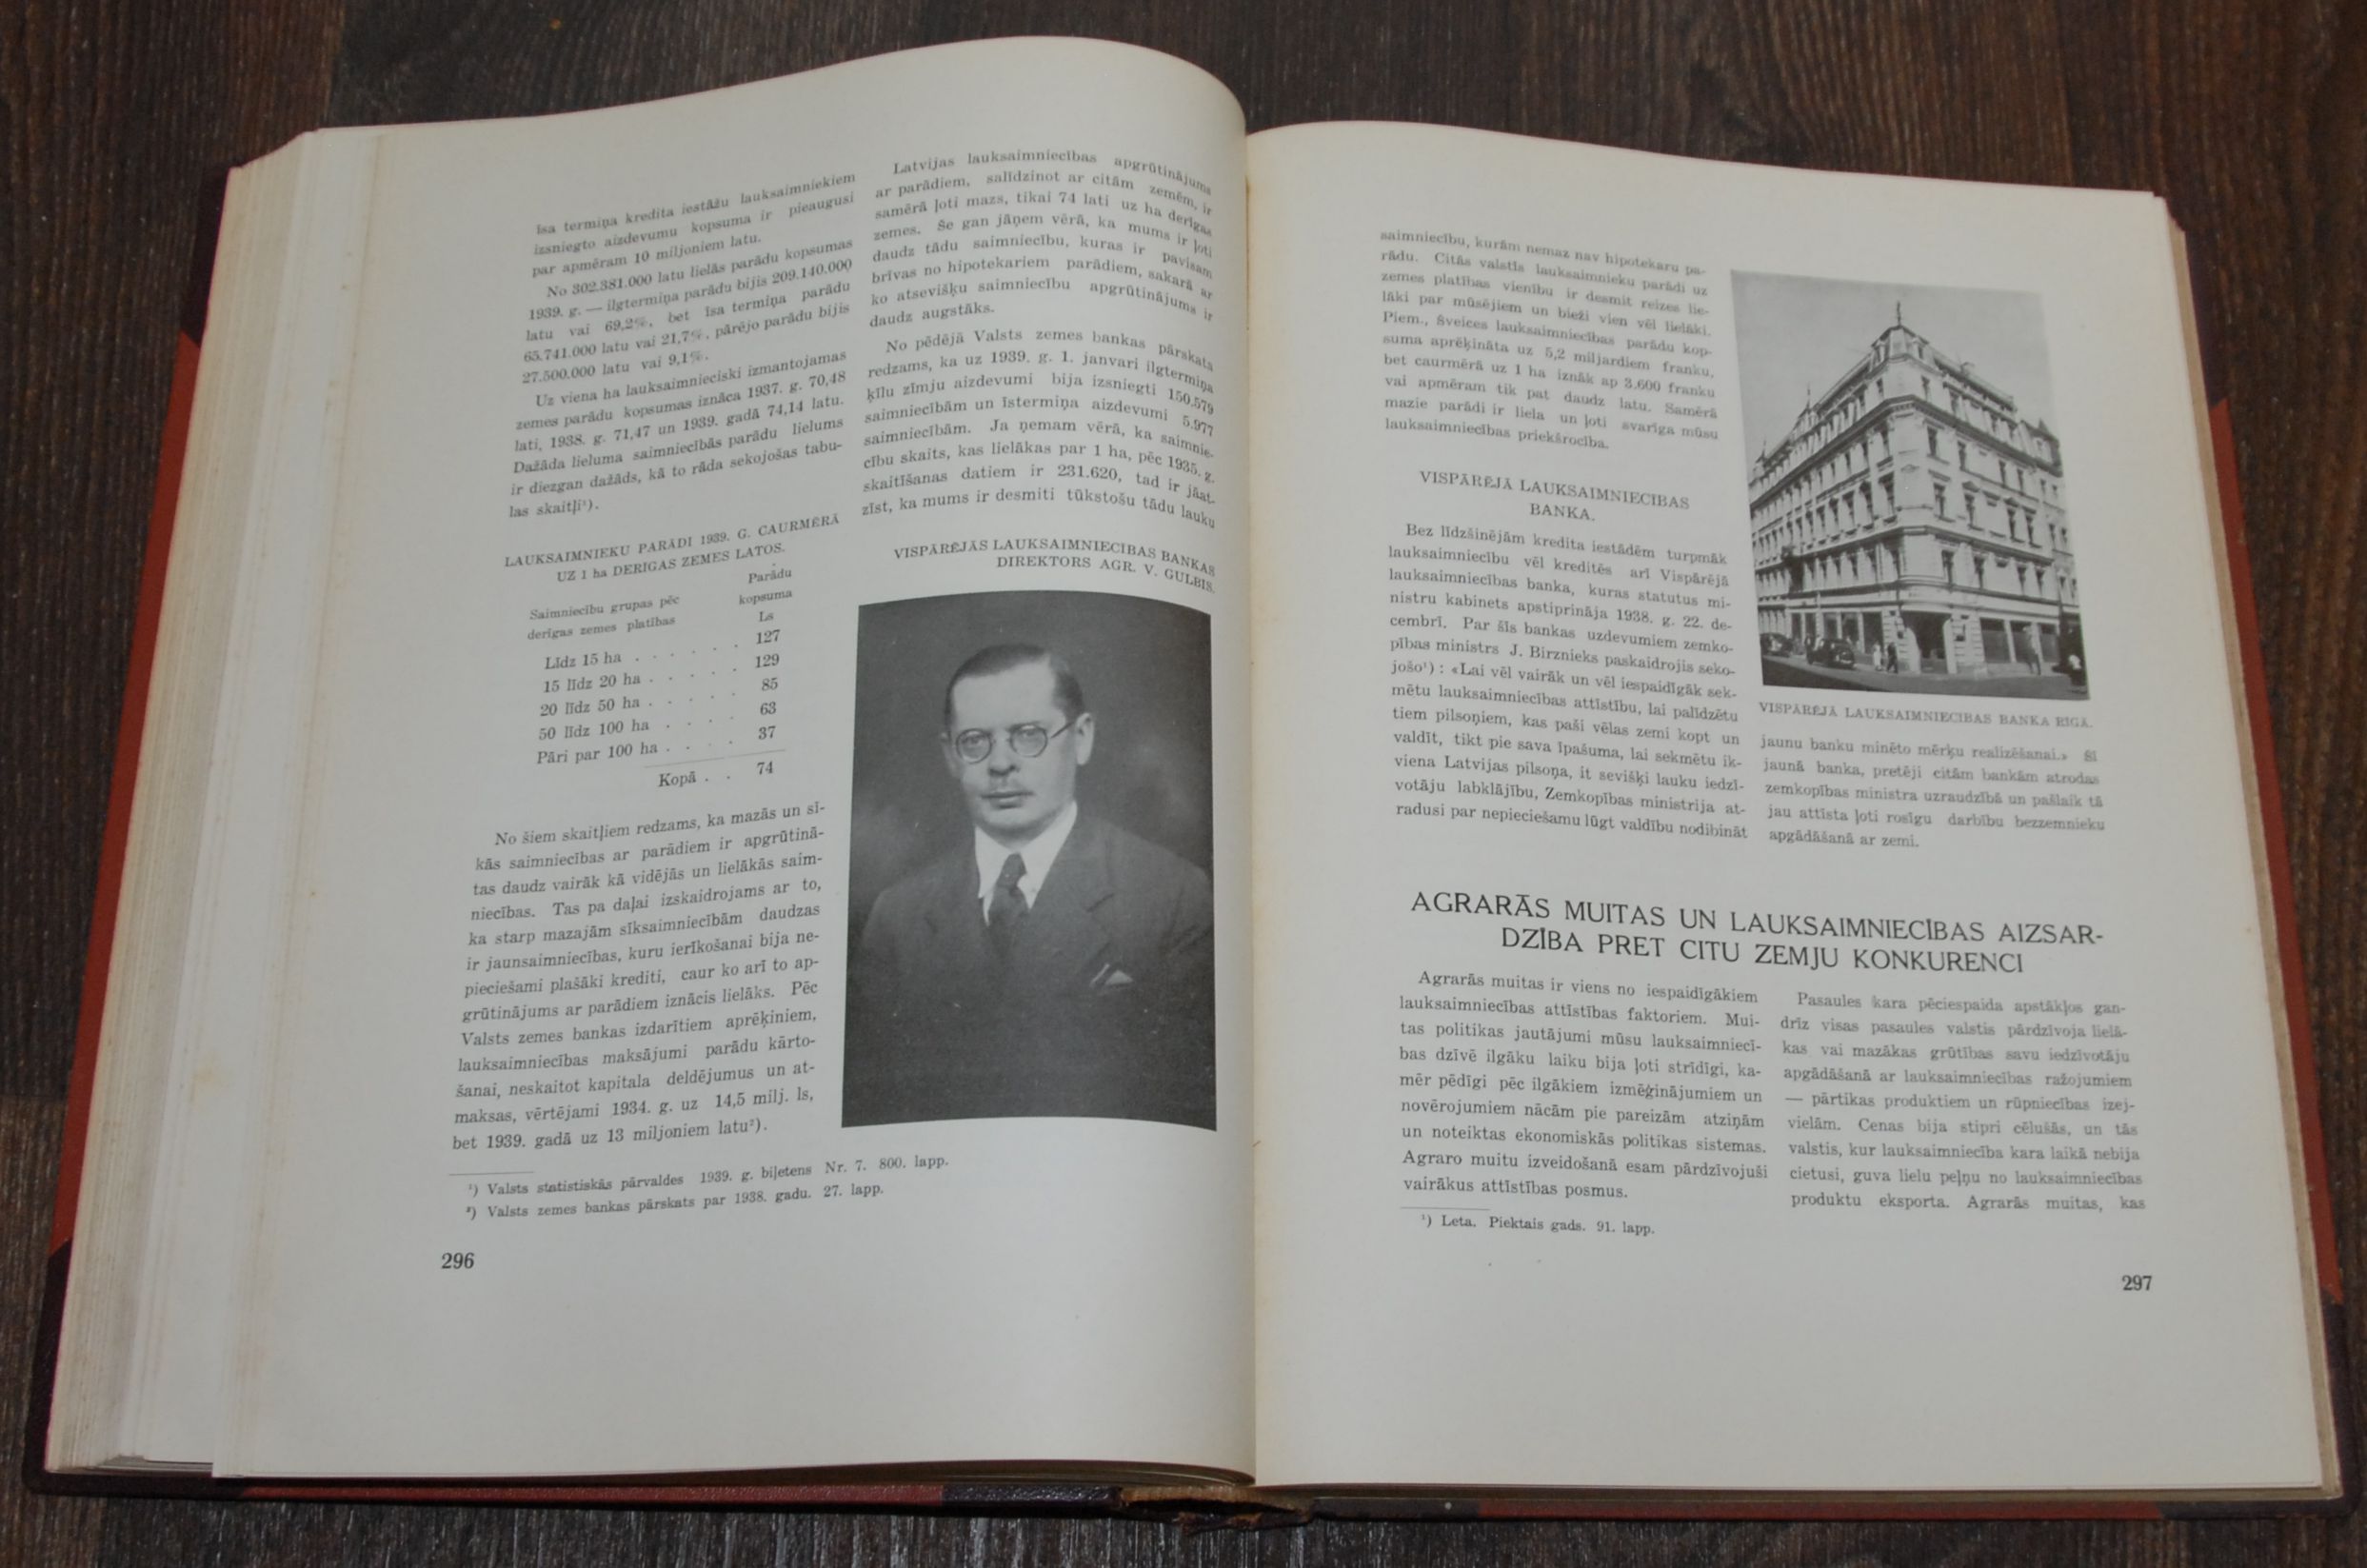 īsa termiņa kredita iestāžu lauksaimniekiem
izsniegto aizdevumu kopsuma ir pieaugusi
par apmēram 10 miljoniem latu.
No 302.381.000 latu lielās parādu kopsumas
1939. g. — ilgtermiņa parādu bijis 209.140.000
latu vai 69,2%, bet īsa termiņa parādu
65.741.000 latu vai 21,7%, pārējo parādu bijis
27.500.000 latu vai 9,1%.
Uz viena ha lauksaimnieciski izmantojamas
zemes parādu kopsumas iznāca 1937. g. 70,48
lati, 1938. g. 71,47 un 1939. gadā 74,14 latu.
Dažāda lieluma saimniecībās parādu lielums
ir diezgan dažāds, kā to rāda sekojošas tabu-
las skaitļi¹).
LAUKSAIMNIEKU PARĀDI 1939. G. CAURMĒRĀ
UZ 1 ha DERĪGAS ZEMES LATOS.
Saimniecību grupas pēc
derīgas zemes platības
Parādu
kopsuma
Ls
Līdz 15 ha . . . . . . 127
15 līdz 20 ha . . . . . 129
20 līdz 50 ha . . . . . 85
50 līdz 100 ha . . . . 63
Pāri par 100 ha . . . . 37
Kopā . . 74
No šiem skaitļiem redzams, ka mazās un sī-
kās saimniecības ar parādiem ir apgrūtinā-
tas daudz vairāk kā vidējās un lielākās saim-
niecības. Tas pa daļai izskaidrojams ar to,
ka starp mazajām sīksaimniecībām daudzas
ir jaunsaimniecības, kuru ierīkošanai bija ne-
pieciešami plašāki krediti, caur ko arī to ap-
grūtinājums ar parādiem iznācis lielāks. Pēc
Valsts zemes bankas izdarītiem aprēķiniem,
lauksaimniecības maksājumi parādu kārto-
šanai, neskaitot kapitala deldējumus un at-
maksas, vērtējami 1934. g. uz 14,5 milj. ls,
bet 1939. gadā uz 13 miljoniem latu²).
¹) Valsts statistiskās pārvaldes 1939. g. biļetens Nr. 7. 800. lapp.
²) Valsts zemes bankas pārskats par 1938. gadu. 27. lapp.
296
Latvijas lauksaimniecības apgrūtinājums
ar parādiem, salīdzinot ar citām zemēm, ir
samērā ļoti mazs, tikai 74 lati uz ha derīgas
zemes. Še gan jāņem vērā, ka mums ir ļoti
daudz tādu saimniecību, kuras ir pavisam
brīvas no hipotekariem parādiem, sakarā ar
ko atsevišķu saimniecību apgrūtinājums ir
daudz augstāks.
No pēdējā Valsts zemes bankas pārskata
redzams, ka uz 1939. g. 1. janvari ilgtermiņa
ķīlu zīmju aizdevumi bija izsniegti 150.579
saimniecībām un īstermiņa aizdevumi 5.977
saimniecībām. Ja ņemam vērā, ka saimnie-
cību skaits, kas lielākas par 1 ha, pēc 1935. g.
skaitīšanas datiem ir 231.620, tad ir jāat-
zīst, ka mums ir desmiti tūkstošu tādu lauku
VISPĀRĒJĀS LAUKSAIMNIECĪBAS BANKAS
DIREKTORS AGR. V. GULBIS.
saimniecību, kurām nemaz nav hipotekaru pa-
rādu. Citās valstīs lauksaimnieku parādi uz
zemes platības vienību ir desmit reizes lie-
lāki par mūsējiem un bieži vien vēl lielāki.
Piem., Šveices lauksaimniecības parādu kop-
suma aprēķināta uz 5,2 miljardiem franku,
bet caurmērā uz 1 ha iznāk ap 3.600 franku
vai apmēram tik pat daudz latu. Samērā
mazie parādi ir liela un ļoti svarīga mūsu
lauksaimniecības priekšrocība.
VISPĀRĒJĀ LAUKSAIMNIECĪBAS
BANKA.
Bez līdzšinējām kredita iestādēm turpmāk
lauksaimniecību vēl kreditēs arī Vispārējā
lauksaimniecības banka, kuras statutus mi-
nistru kabinets apstiprināja 1938. g. 22. de-
cembrī. Par šīs bankas uzdevumiem zemko-
pības ministrs J. Birznieks paskaidrojis seko-
jošo¹) : «Lai vēl vairāk un vēl iespaidīgāk sek-
mētu lauksaimniecības attīstību, lai palīdzētu
tiem pilsoņiem, kas paši vēlas zemi kopt un
valdīt, tikt pie sava īpašuma, lai sekmētu ik-
viena Latvijas pilsoņa, it sevišķi lauku iedzī-
votāju labklājību, Zemkopības ministrija at-
radusi par nepieciešamu lūgt valdību nodibināt
VISPĀRĒJĀ LAUKSAIMNIECĪBAS BANKA RĪGĀ.
jaunu banku minēto mērķu realizēšanai.» Šī
jaunā banka, pretēji citām bankām atrodas
zemkopības ministra uzraudzībā un pašlaik tā
jau attīsta ļoti rosīgu darbību bezzemnieku
apgādāšanā ar zemi.
AGRARĀS MUITAS UN LAUKSAIMNIECĪBAS AIZSAR-
DZĪBA PRET CITU ZEMJU KONKURENCI
Agrarās muitas ir viens no iespaidīgākiem
lauksaimniecības attīstības faktoriem. Mui-
tas politikas jautājumi mūsu lauksaimniecī-
bas dzīvē ilgāku laiku bija ļoti strīdīgi, ka-
mēr pēdīgi pēc ilgākiem izmēģinājumiem un
novērojumiem nācām pie pareizām atziņām
un noteiktas ekonomiskās politikas sistemas.
Agraro muitu izveidošanā esam pārdzīvojuši
vairākus attīstības posmus.
¹) Leta. Piektais gads. 91. lapp.
Pasaules kara pēciespaida apstākļos gan-
drīz visas pasaules valstis pārdzīvoja lielā-
kas vai mazākas grūtības savu iedzīvotāju
apgādāšanā ar lauksaimniecības ražojumiem
— pārtikas produktiem un rūpniecības izej-
vielām. Cenas bija stipri cēlušās, un tās
valstis, kur lauksaimniecība kara laikā nebija
cietusi, guva lielu peļņu no lauksaimniecības
produktu eksporta. Agrarās muitas, kas
297